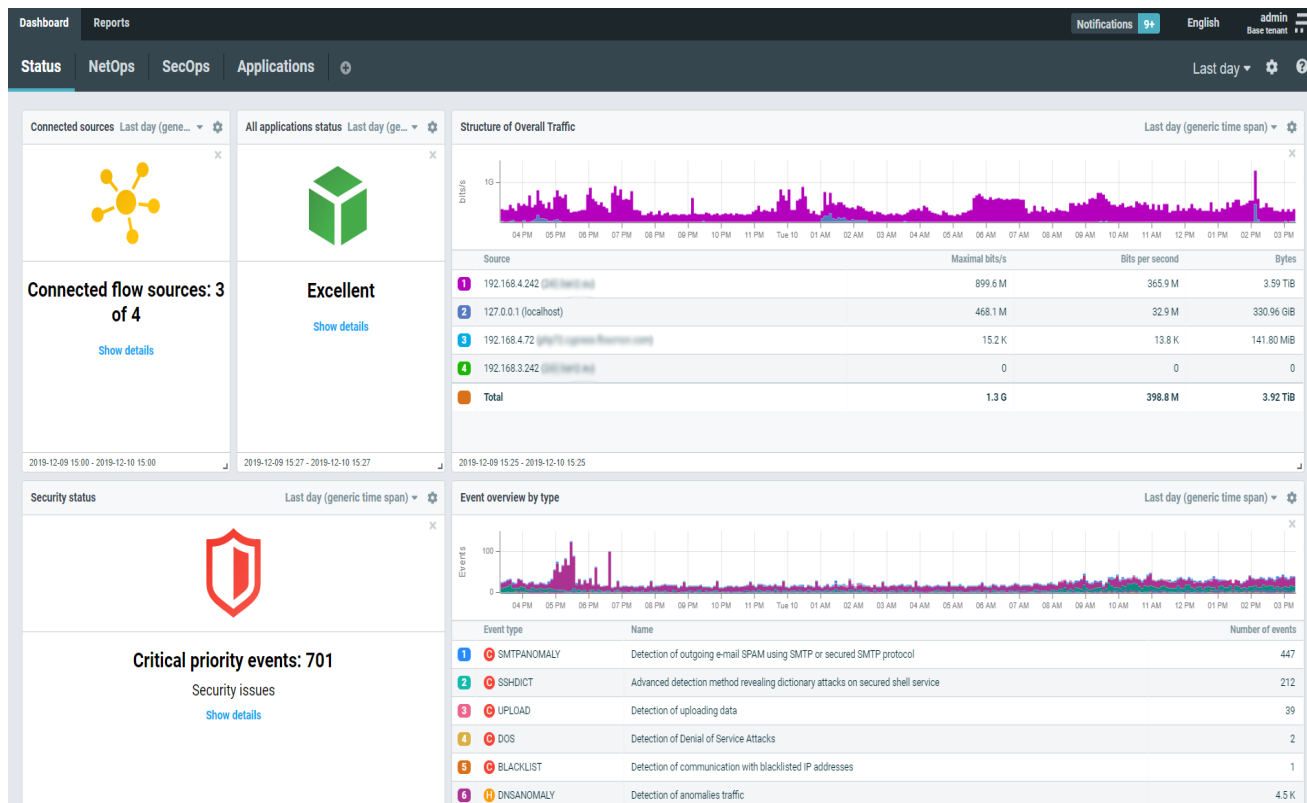 Dashboard Reports Notifications 9+ English admin
Base tenant
Status NetOps SecOps Applications Last day
Connected sources Last day (gene...
Connected flow sources: 3
of 4
Show details
2019-12-09 15:00 - 2019-12-10 15:00
All applications status Last day (ge...
Excellent
Show details
2019-12-09 15:27 - 2019-12-10 15:27
Structure of Overall Traffic Last day (generic time span)
bits/s
1G
04 PM 05 PM 06 PM 07 PM 08 PM 09 PM 10 PM 11 PM Tue 10 01 AM 02 AM 03 AM 04 AM 05 AM 06 AM 07 AM 08 AM 09 AM 10 AM 11 AM 12 PM 01 PM 02 PM 03 PM
Source Maximal bits/s Bits per second Bytes
1 192.168.4.242 899.6 M 365.9 M 3.59 TiB
2 127.0.0.1 (localhost) 468.1 M 32.9 M 330.96 GiB
3 192.168.4.72 15.2 K 13.8 K 141.80 MiB
4 192.168.3.242 0 0 0
Total 1.3 G 398.8 M 3.92 TiB
2019-12-09 15:25 - 2019-12-10 15:25
Security status Last day (generic time span)
Critical priority events: 701
Security issues
Show details
Event overview by type Last day (generic time span)
Events
100
0
04 PM 05 PM 06 PM 07 PM 08 PM 09 PM 10 PM 11 PM Tue 10 01 AM 02 AM 03 AM 04 AM 05 AM 06 AM 07 AM 08 AM 09 AM 10 AM 11 AM 12 PM 01 PM 02 PM 03 PM
Event type Name Number of events
1 C SMTPANOMALY Detection of outgoing e-mail SPAM using SMTP or secured SMTP protocol 447
2 C SSHDICT Advanced detection method revealing dictionary attacks on secured shell service 212
3 C UPLOAD Detection of uploading data 39
4 C DOS Detection of Denial of Service Attacks 2
5 C BLACKLIST Detection of communication with blacklisted IP addresses 1
6 H DNSANOMALY Detection of anomalies traffic 4.5 K